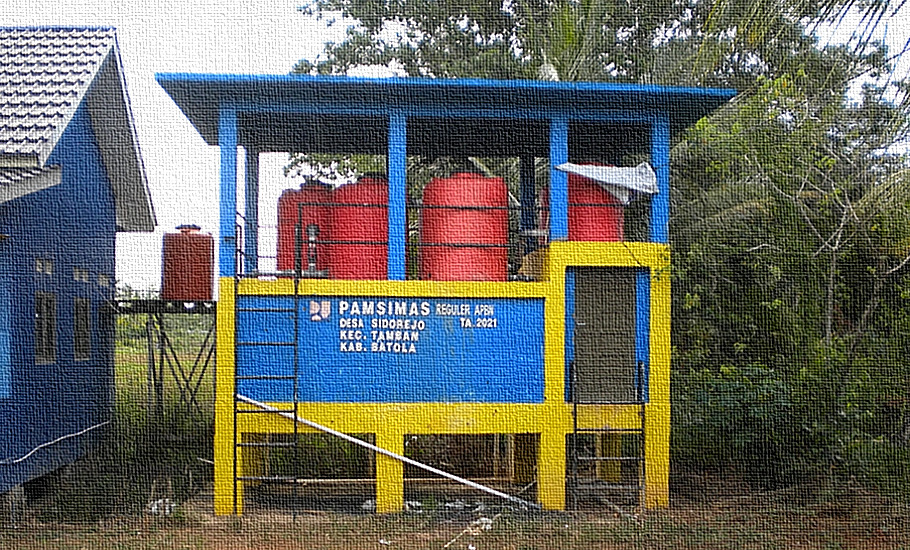 PAMSIMAS REGULER APBN
DESA SIDOREJO TA.2021
KEC. TAMBAN
KAB. BATOLA